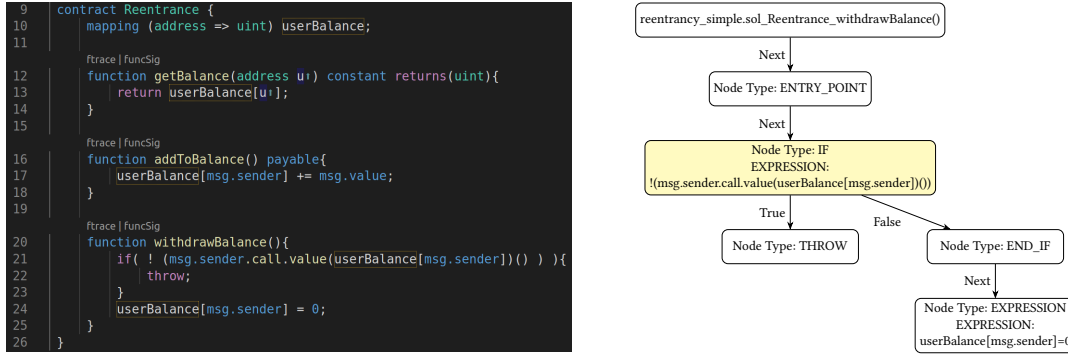 9 contract Reentrance {
10 mapping (address => uint) userBalance;
11
ftrace | funcSig
12 function getBalance(address u↑) constant returns(uint){
13 return userBalance[u↑];
14 }
15
ftrace | funcSig
16 function addToBalance() payable{
17 userBalance[msg.sender] += msg.value;
18 }
19
ftrace | funcSig
20 function withdrawBalance(){
21 if( ! (msg.sender.call.value(userBalance[msg.sender])() ) ){
22 throw;
23 }
24 userBalance[msg.sender] = 0;
25 }
26 }
reentrancy_simple.sol_Reentrance_withdrawBalance()
Next
Node Type: ENTRY_POINT
Next
Node Type: IF
EXPRESSION:
!(msg.sender.call.value(userBalance[msg.sender])())
True
False
Node Type: THROW
Node Type: END_IF
Next
Node Type: EXPRESSION
EXPRESSION:
userBalance[msg.sender]=0